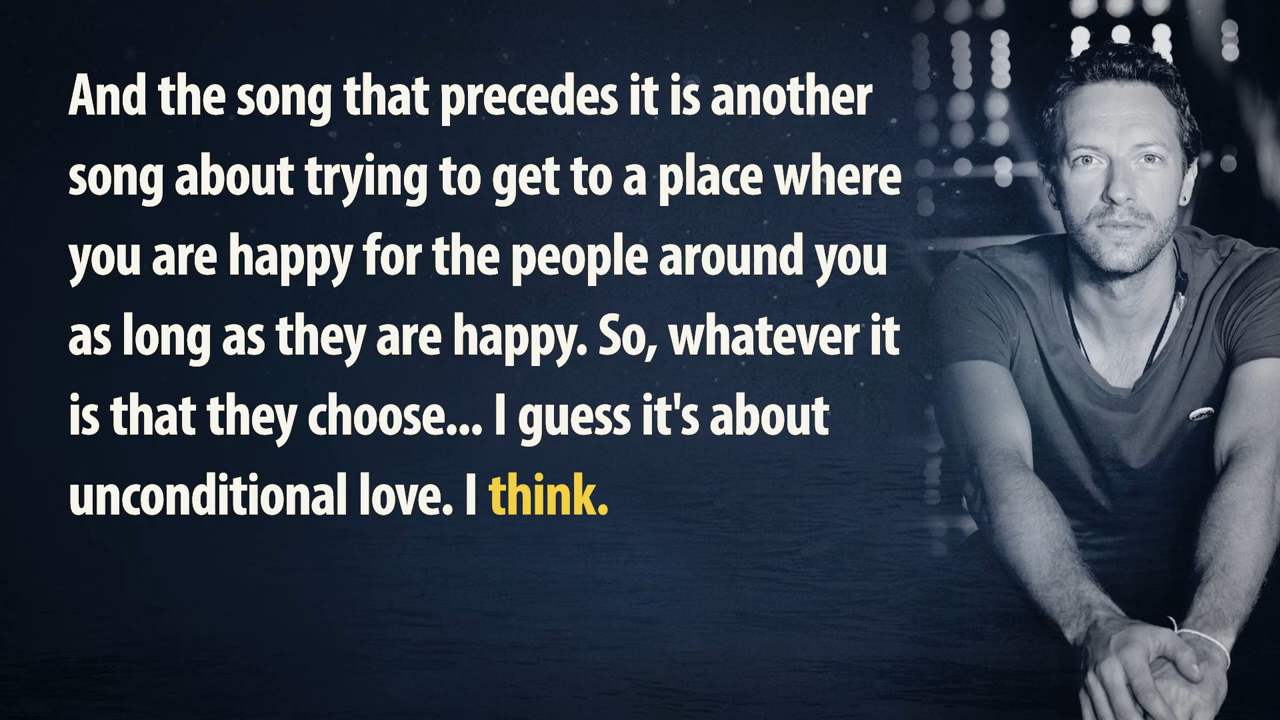 And the song that precedes it is another
song about trying to get to a place where
you are happy for the people around you
as long as they are happy. So, whatever it
is that they choose... I guess it's about
unconditional love. I think.